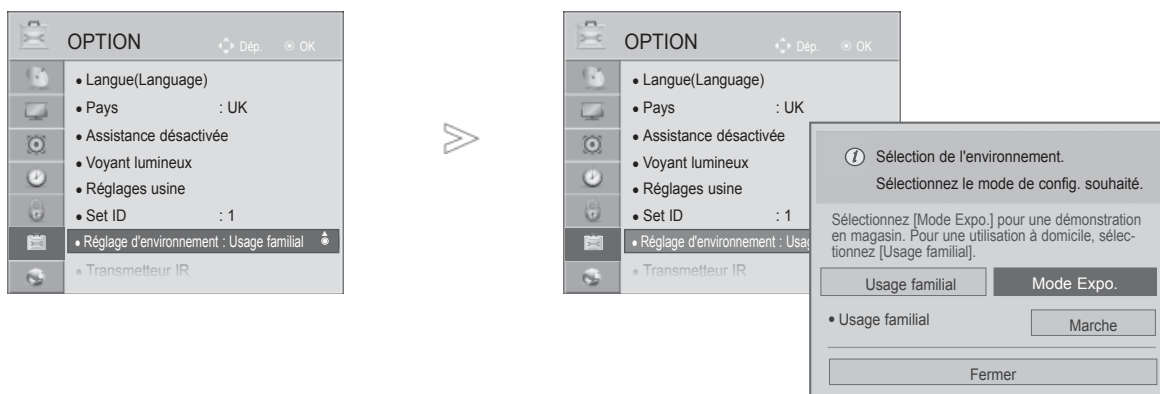 OPTION
Dép. OK
• Langue(Language)
• Pays : UK
• Assistance désactivée
• Voyant lumineux
• Réglages usine
• Set ID : 1
• Réglage d'environnement : Usage familial
• Transmetteur IR
OPTION
Dép. OK
• Langue(Language)
• Pays : UK
• Assistance désactivée
• Voyant lumineux
• Réglages usine
• Set ID : 1
• Réglage d'environnement : Usag
• Transmetteur IR
Sélection de l'environnement.
Sélectionnez le mode de config. souhaité.
Sélectionnez [Mode Expo.] pour une démonstration
en magasin. Pour une utilisation à domicile, sélec-
tionnez [Usage familial].
Usage familial Mode Expo.
• Usage familial Marche
Fermer